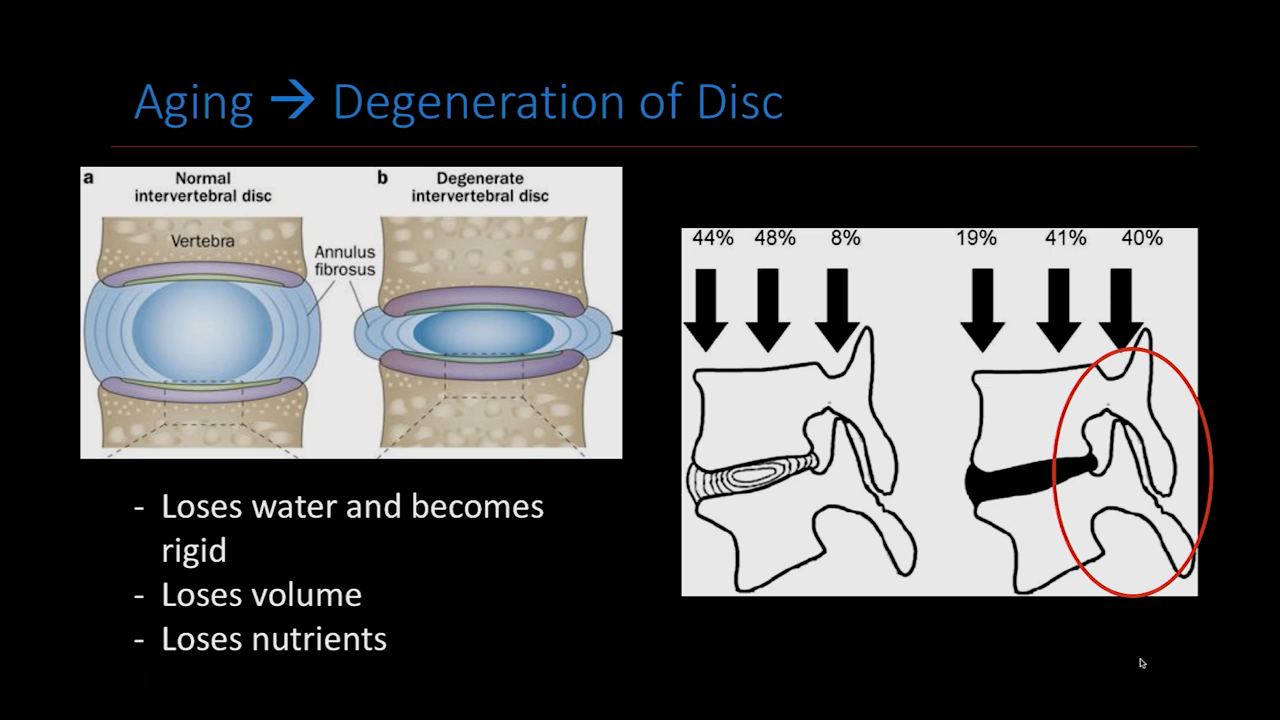 Aging → Degeneration of Disc
a
Normal
intervertebral disc
b
Degenerate
intervertebral disc
Vertebra
Annulus
fibrosus
44% 48% 8%
19% 41% 40%
- Loses water and becomes
rigid
- Loses volume
- Loses nutrients